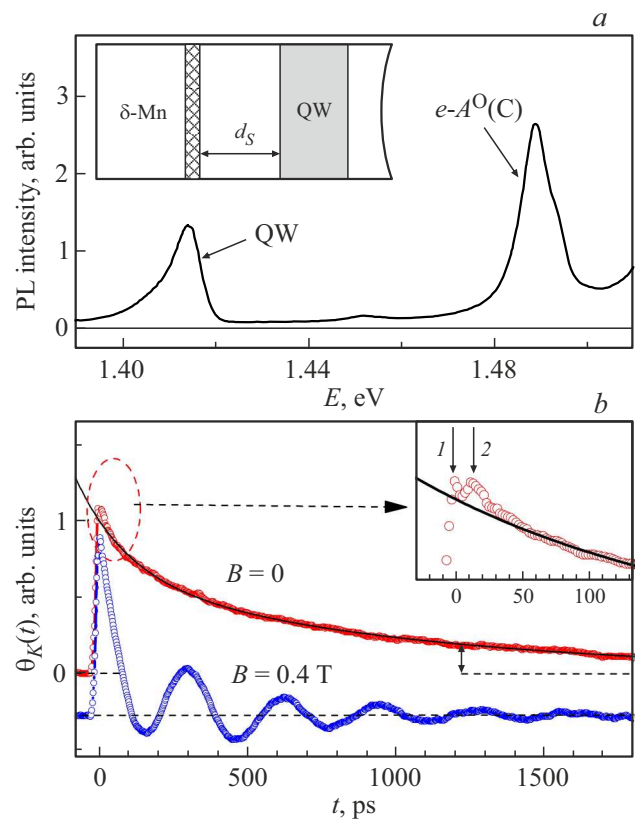 a
PL intensity, arb. units
3
2
1
0
δ-Mn
d_S
QW
e-A^O(C)
QW
1.40
1.44
1.48
E, eV
b
θ_K(t), arb. units
1
0
1
2
0
50
100
B = 0
B = 0.4 T
0
500
1000
1500
t, ps